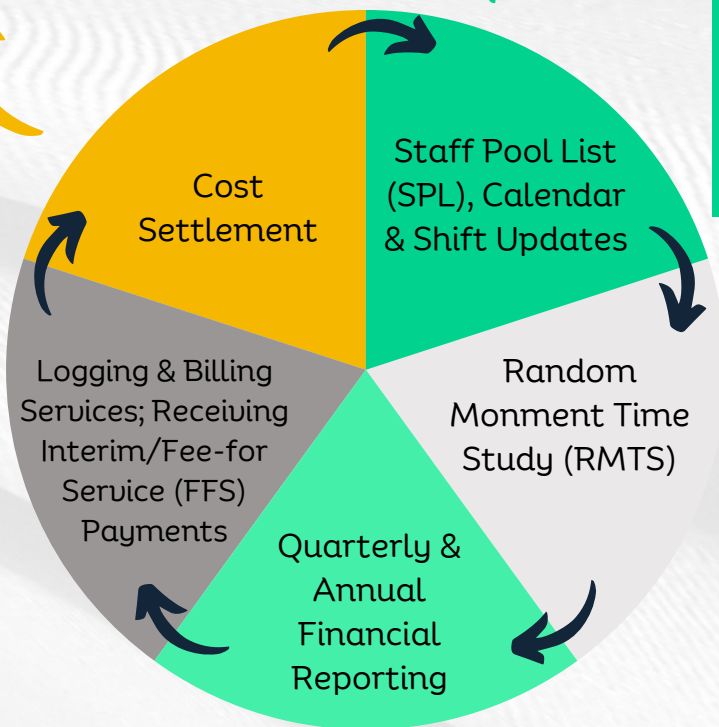 Cost
Settlement
Staff Pool List
(SPL), Calendar
& Shift Updates
Random
Monment Time
Study (RMTS)
Quarterly &
Annual
Financial
Reporting
Logging & Billing
Services; Receiving
Interim/Fee-for
Service (FFS)
Payments